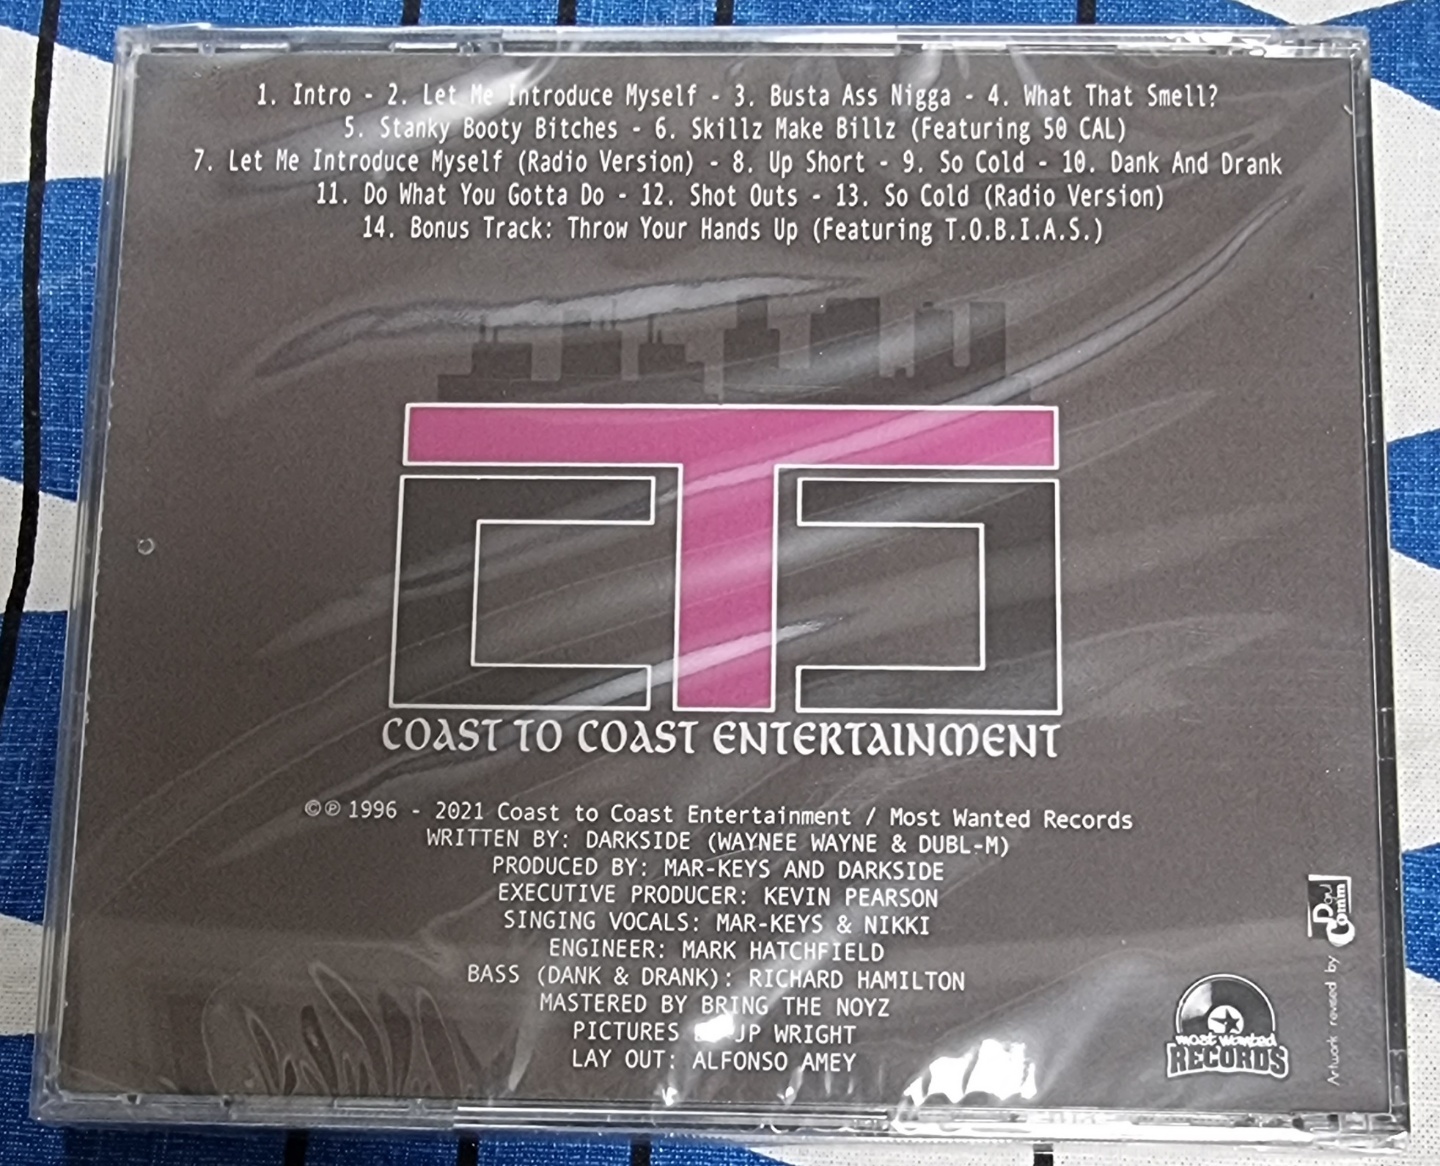 1. Intro - 2. Let Me Introduce Myself - 3. Busta Ass Nigga - 4. What That Smell?
5. Stanky Booty Bitches - 6. Skillz Make Billz (Featuring 50 CAL)
7. Let Me Introduce Myself (Radio Version) - 8. Up Short - 9. So Cold - 10. Dank And Drank
11. Do What You Gotta Do - 12. Shot Outs - 13. So Cold (Radio Version)
14. Bonus Track: Throw Your Hands Up (Featuring T.O.B.I.A.S.)
CTC
COAST TO COAST ENTERTAINMENT
©℗ 1996 - 2021 Coast to Coast Entertainment / Most Wanted Records
WRITTEN BY: DARKSIDE (WAYNEE WAYNE & DUBL-M)
PRODUCED BY: MAR-KEYS AND DARKSIDE
EXECUTIVE PRODUCER: KEVIN PEARSON
SINGING VOCALS: MAR-KEYS & NIKKI
ENGINEER: MARK HATCHFIELD
BASS (DANK & DRANK): RICHARD HAMILTON
MASTERED BY BRING THE NOYZ
PICTURES JP WRIGHT
LAY OUT: ALFONSO AMEY
most wanted
RECORDS
Artwork revised by